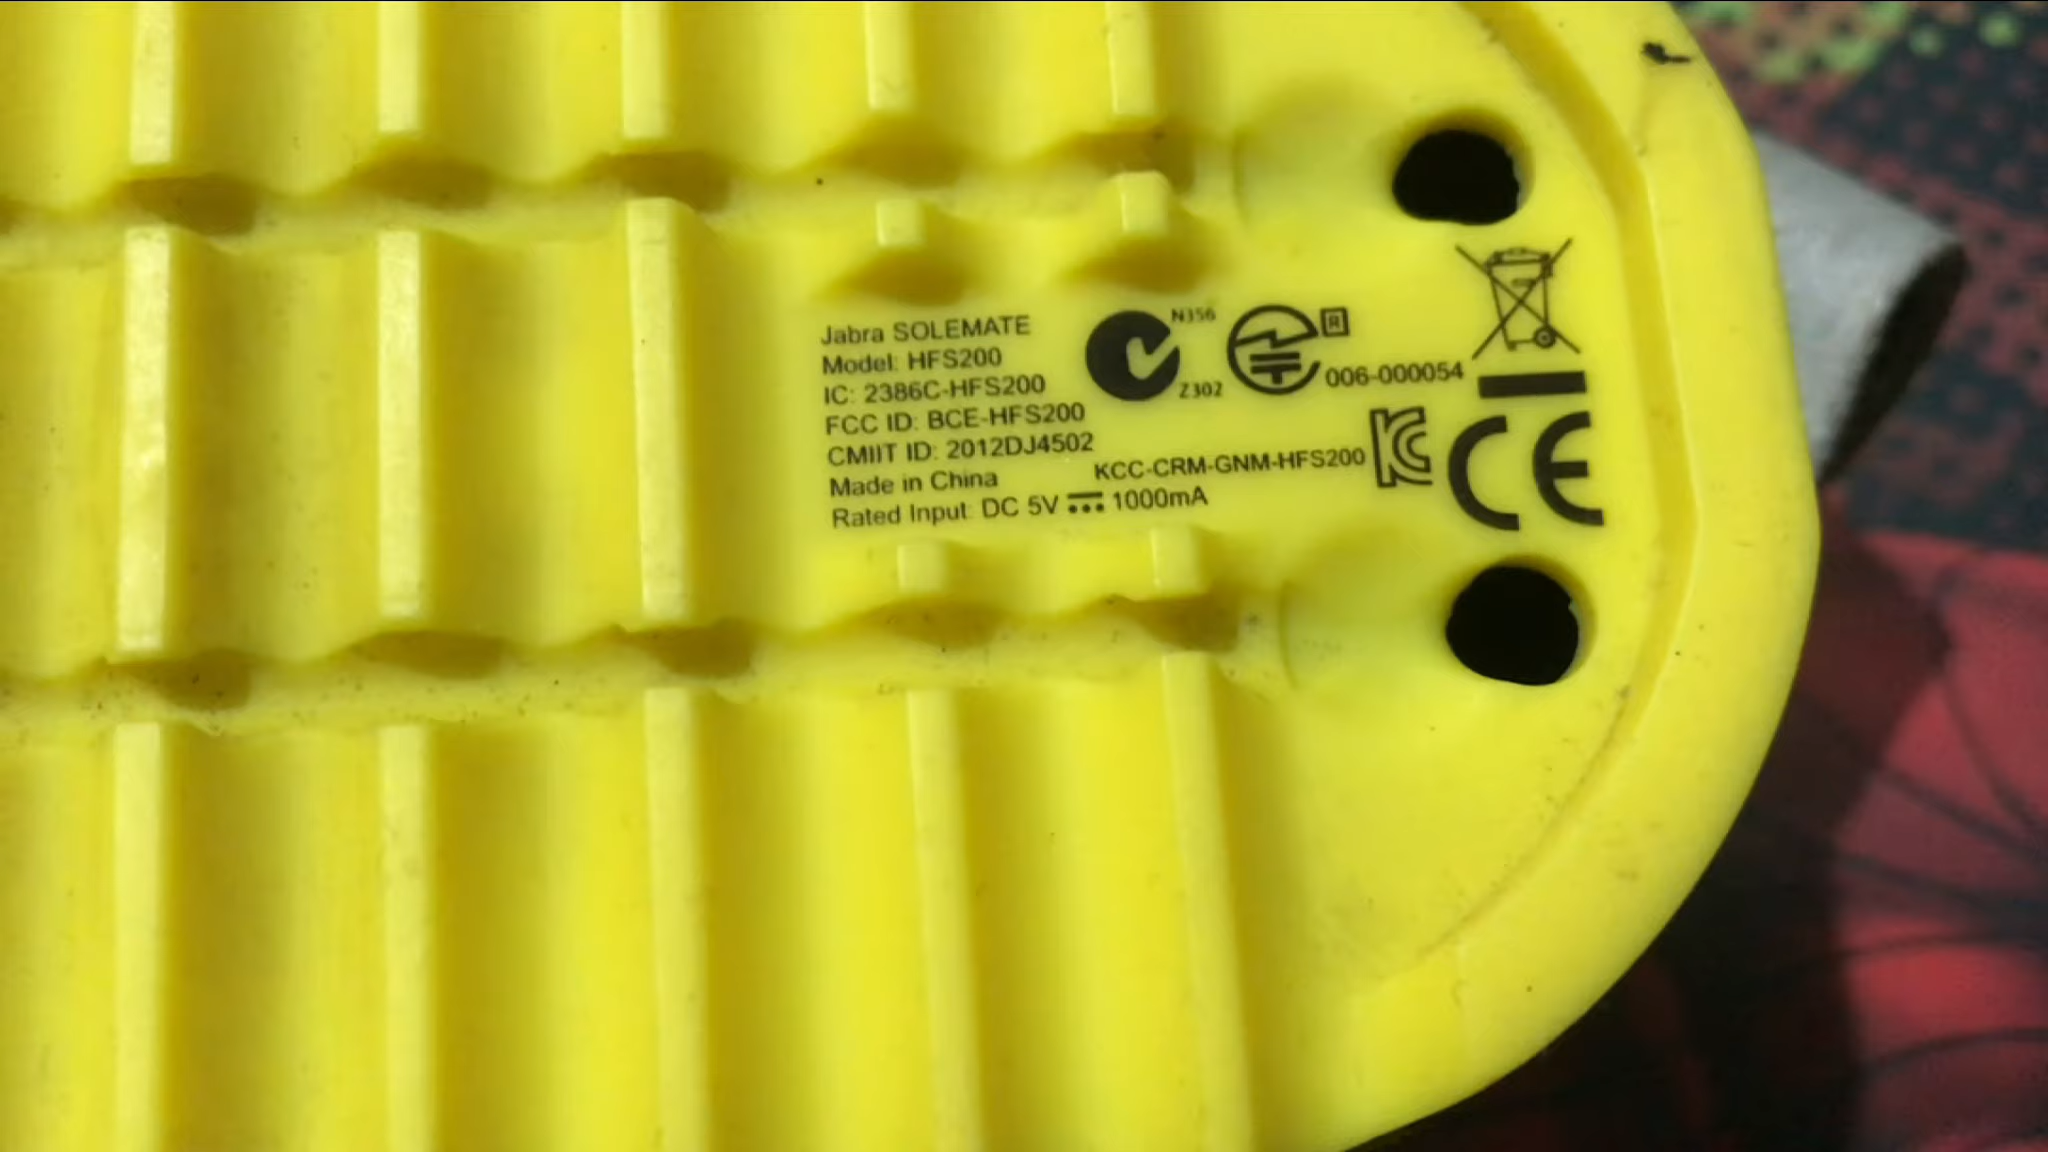 Jabra SOLEMATE
Model: HFS200
IC: 2386C-HFS200
FCC ID: BCE-HFS200
CMIIT ID: 2012DJ4502
Made in China
Rated Input: DC 5V ⎓ 1000mA
N356
Z302
R
006-000054
KCC-CRM-GNM-HFS200
KC
CE